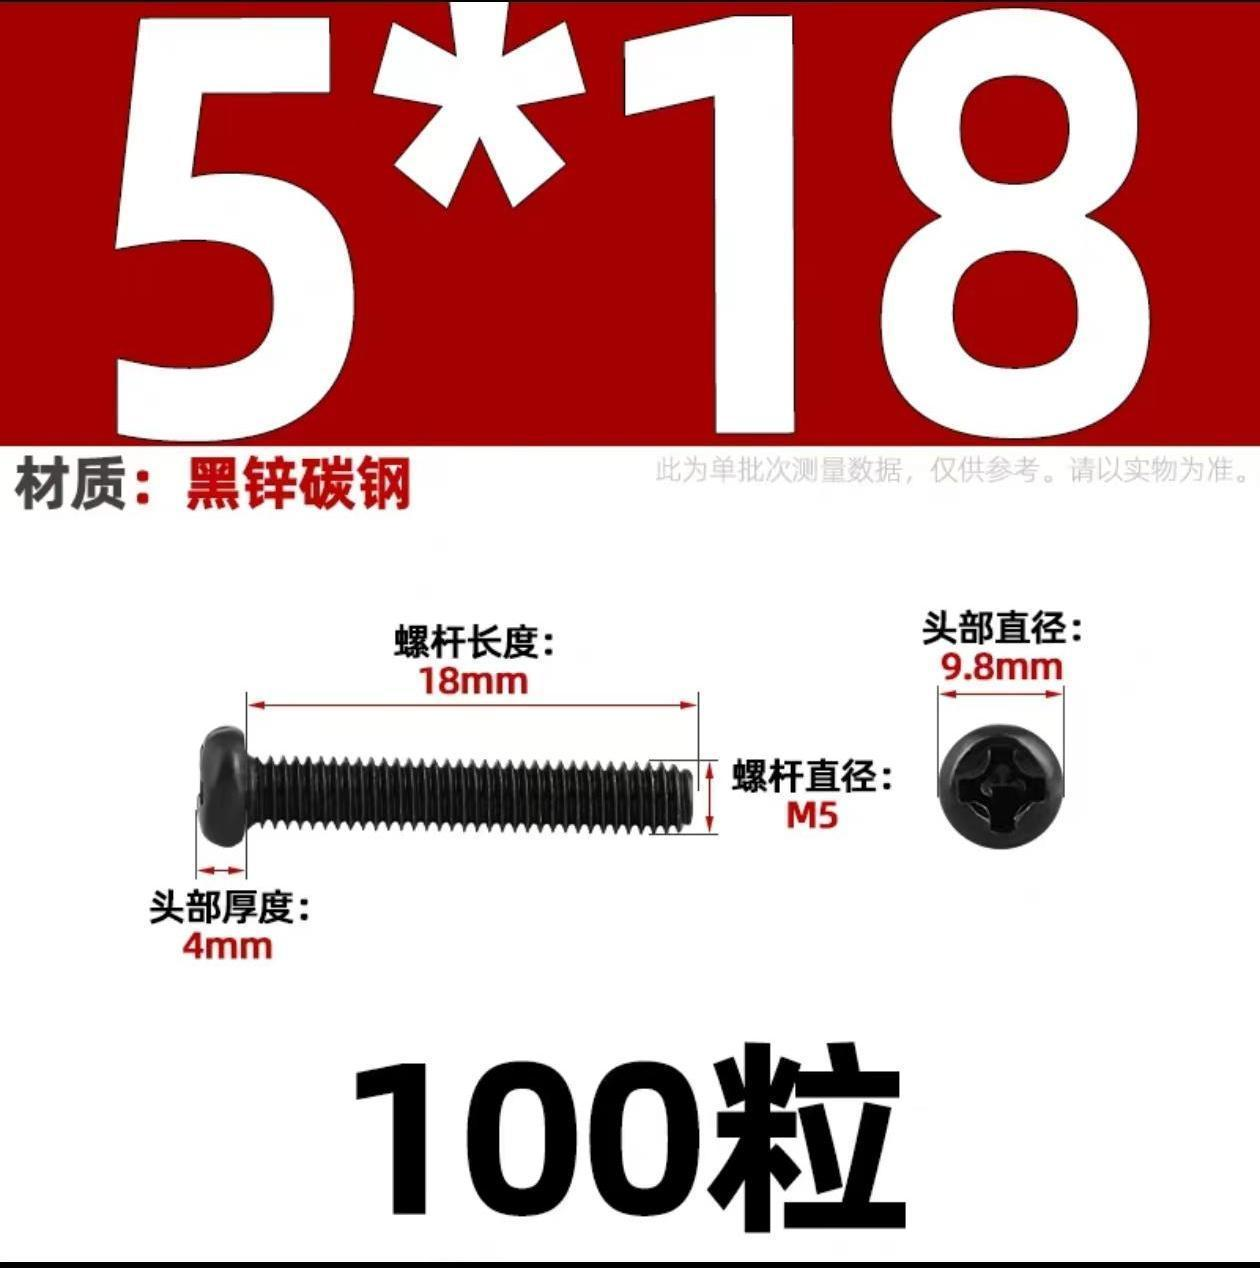 5*18
材质：黑锌碳钢
此为单批次测量数据，仅供参考。请以实物为准。
螺杆长度：
18mm
头部直径：
9.8mm
螺杆直径：
M5
头部厚度：
4mm
100粒